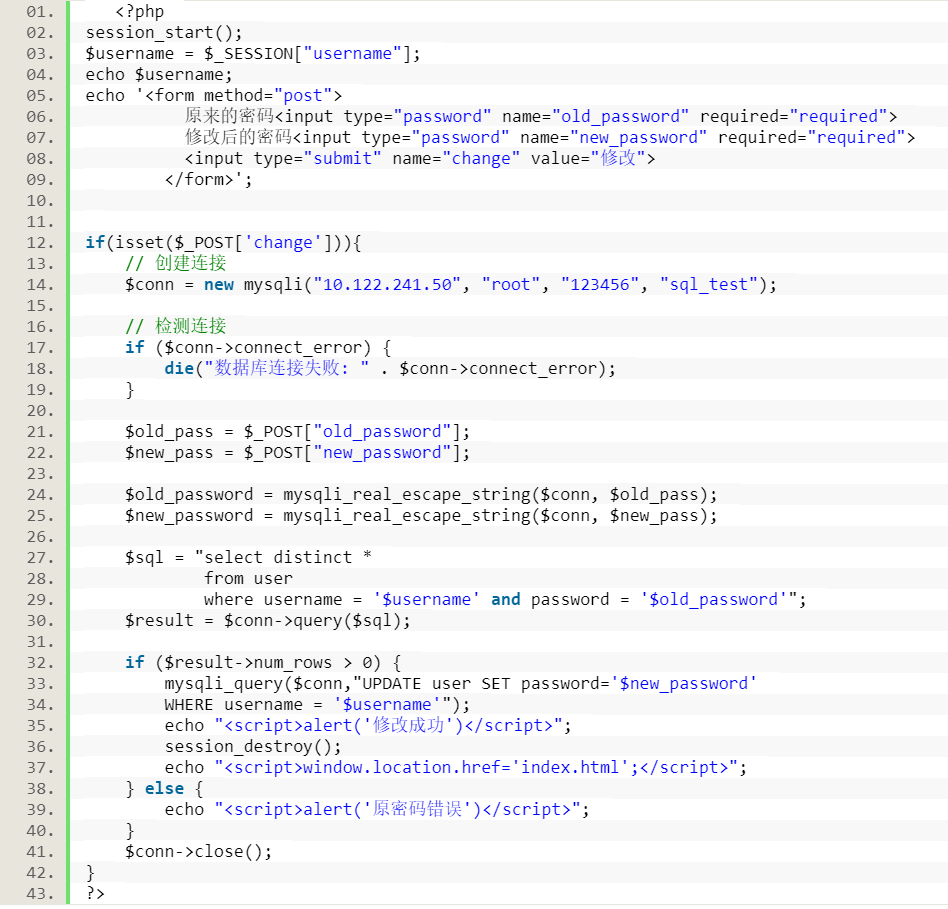 01.    <?php
02. session_start();
03. $username = $_SESSION["username"];
04. echo $username;
05. echo '<form method="post">
06.           原来的密码<input type="password" name="old_password" required="required">
07.           修改后的密码<input type="password" name="new_password" required="required">
08.           <input type="submit" name="change" value="修改">
09.         </form>';
10.
11.
12. if(isset($_POST['change'])){
13.     // 创建连接
14.     $conn = new mysqli("10.122.241.50", "root", "123456", "sql_test");
15.
16.     // 检测连接
17.     if ($conn->connect_error) {
18.         die("数据库连接失败: " . $conn->connect_error);
19.     }
20.
21.     $old_pass = $_POST["old_password"];
22.     $new_pass = $_POST["new_password"];
23.
24.     $old_password = mysqli_real_escape_string($conn, $old_pass);
25.     $new_password = mysqli_real_escape_string($conn, $new_pass);
26.
27.     $sql = "select distinct *
28.             from user
29.             where username = '$username' and password = '$old_password'";
30.     $result = $conn->query($sql);
31.
32.     if ($result->num_rows > 0) {
33.         mysqli_query($conn,"UPDATE user SET password='$new_password'
34.         WHERE username = '$username'");
35.         echo "<script>alert('修改成功')</script>";
36.         session_destroy();
37.         echo "<script>window.location.href='index.html';</script>";
38.     } else {
39.         echo "<script>alert('原密码错误')</script>";
40.     }
41.     $conn->close();
42. }
43. ?>